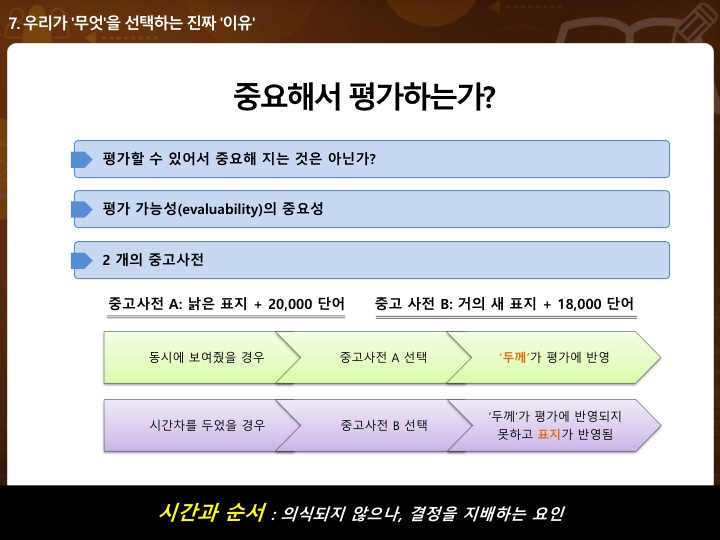 7. 우리가 '무엇'을 선택하는 진짜 '이유'
중요해서 평가하는가?
평가할 수 있어서 중요해 지는 것은 아닌가?
평가 가능성(evaluability)의 중요성
2 개의 중고사전
중고사전 A: 낡은 표지 + 20,000 단어
중고 사전 B: 거의 새 표지 + 18,000 단어
동시에 보여줬을 경우
중고사전 A 선택
‘두께’가 평가에 반영
시간차를 두었을 경우
중고사전 B 선택
‘두께’가 평가에 반영되지
못하고 표지가 반영됨
시간과 순서 : 의식되지 않으나, 결정을 지배하는 요인